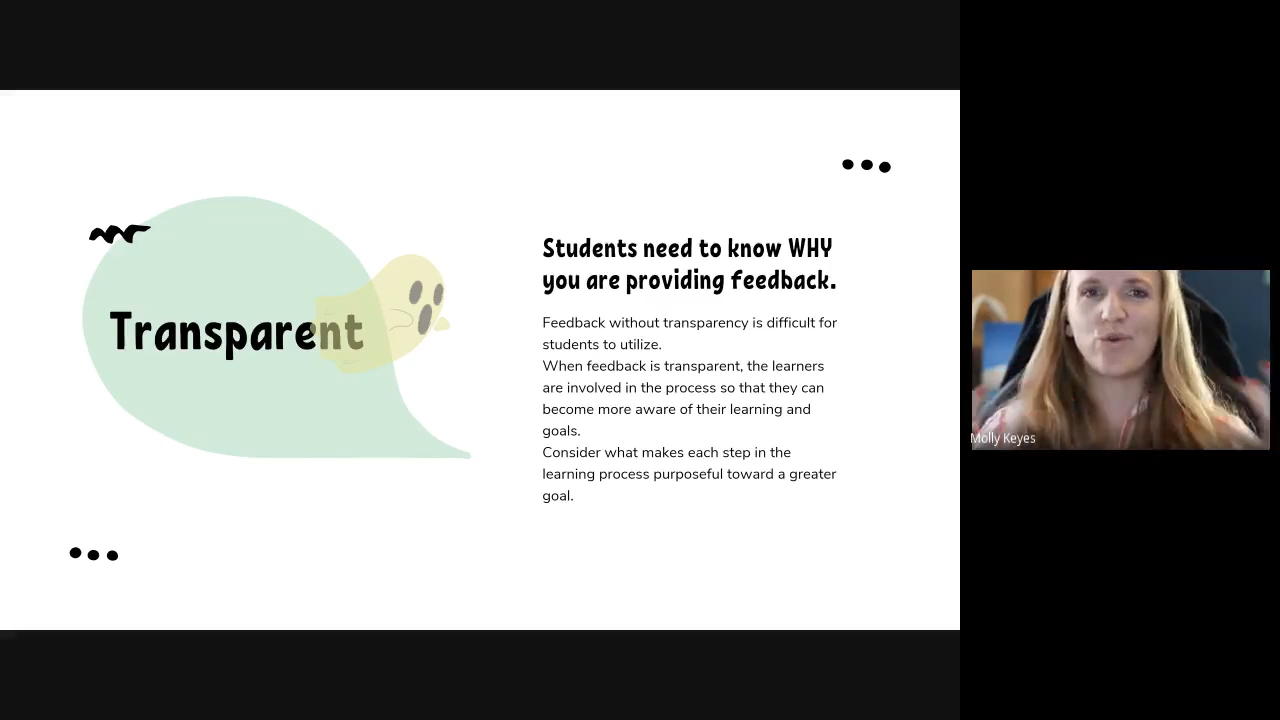 Transparent
Students need to know WHY
you are providing feedback.
Feedback without transparency is difficult for
students to utilize.
When feedback is transparent, the learners
are involved in the process so that they can
become more aware of their learning and
goals.
Consider what makes each step in the
learning process purposeful toward a greater
goal.
Molly Keyes